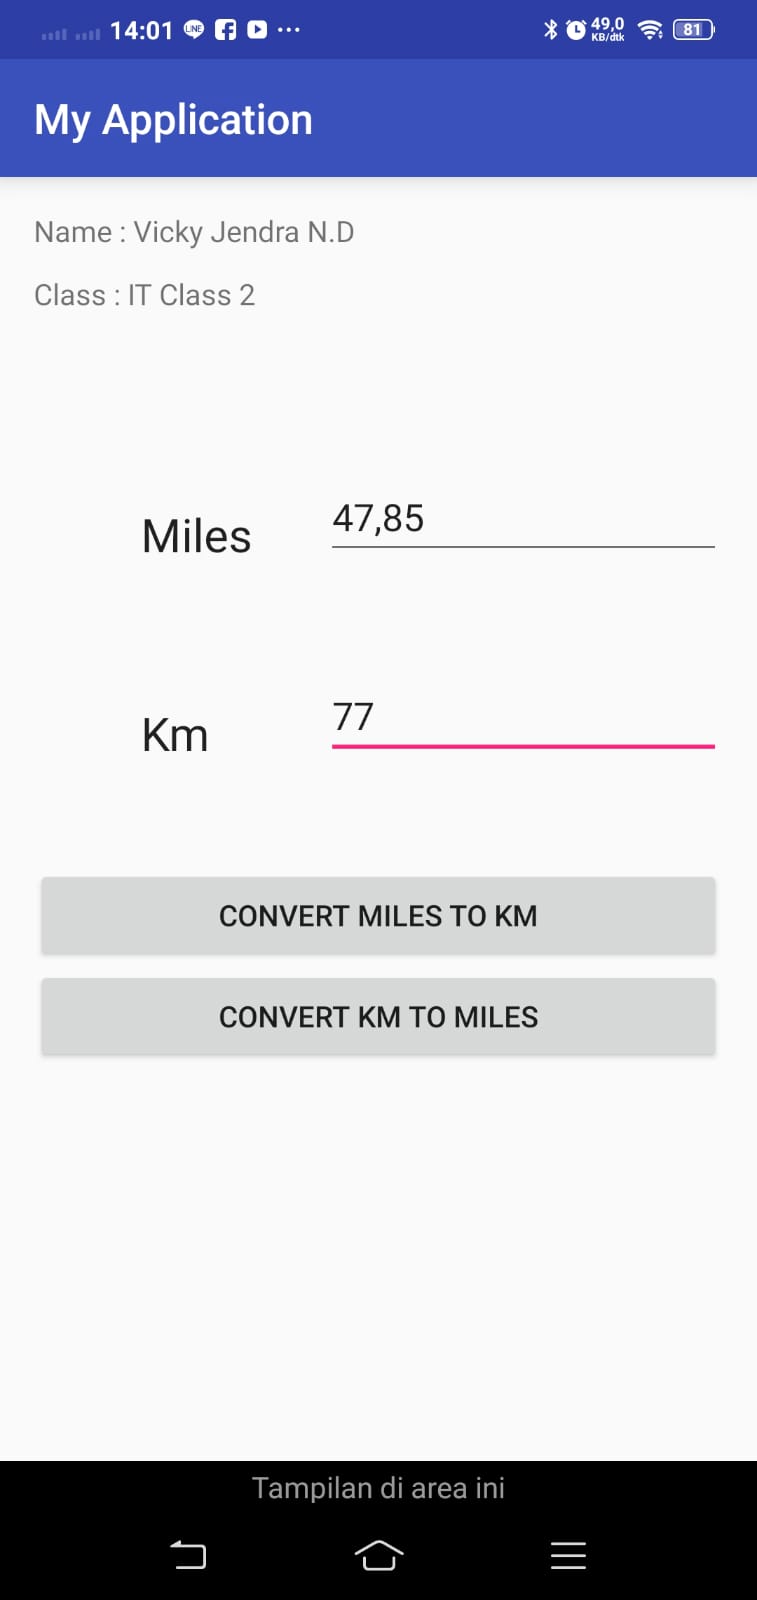 14:01 LINE 49,0 KB/dtk 81
My Application
Name : Vicky Jendra N.D
Class : IT Class 2
Miles 47,85
Km 77
CONVERT MILES TO KM
CONVERT KM TO MILES
Tampilan di area ini